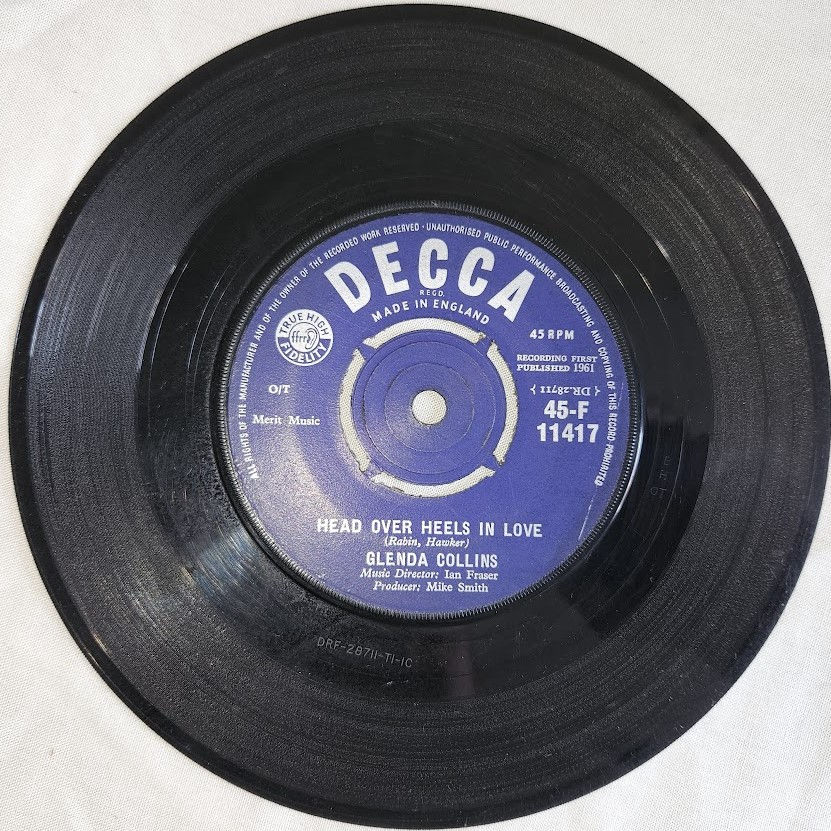 ALL RIGHTS OF THE MANUFACTURER AND OF THE OWNER OF THE RECORDED WORK RESERVED · UNAUTHORISED PUBLIC PERFORMANCE BROADCASTING AND COPYING OF THIS RECORD PROHIBITED
DECCA
REGD.
MADE IN ENGLAND
TRUE HIGH
ffrr
FIDELITY
45 RPM
RECORDING FIRST
PUBLISHED 1961
O/T
{ DR.28711 }
Merit Music
45-F
11417
HEAD OVER HEELS IN LOVE
(Rabin, Hawker)
GLENDA COLLINS
Music Director: Ian Fraser
Producer: Mike Smith
DRF-28711-T1-1C